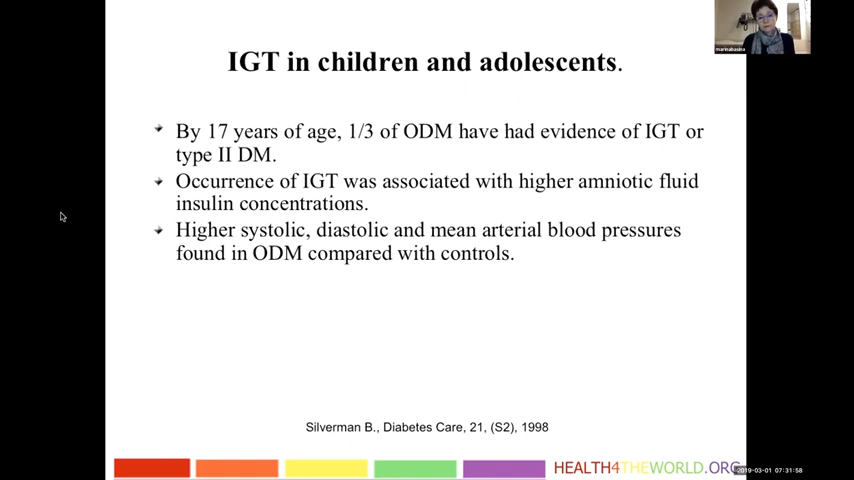 marinabasina
IGT in children and adolescents.
By 17 years of age, 1/3 of ODM have had evidence of IGT or
type II DM.
Occurrence of IGT was associated with higher amniotic fluid
insulin concentrations.
Higher systolic, diastolic and mean arterial blood pressures
found in ODM compared with controls.
Silverman B., Diabetes Care, 21, (S2), 1998
HEALTH4THEWORLD.ORG
2019-03-01 07:31:58